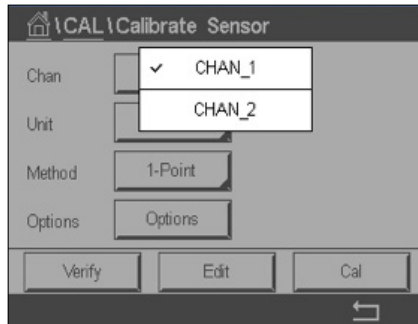 \CAL\Calibrate Sensor
Chan
CHAN_1
CHAN_2
Unit
Method 1-Point
Options Options
Verify Edit Cal